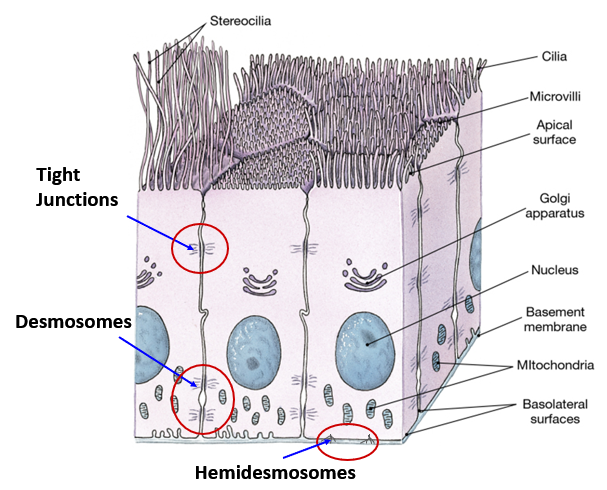 Stereocilia
Cilia
Microvilli
Apical
surface
Tight
Junctions
Golgi
apparatus
Nucleus
Desmosomes
Basement
membrane
MItochondria
Basolateral
surfaces
Hemidesmosomes